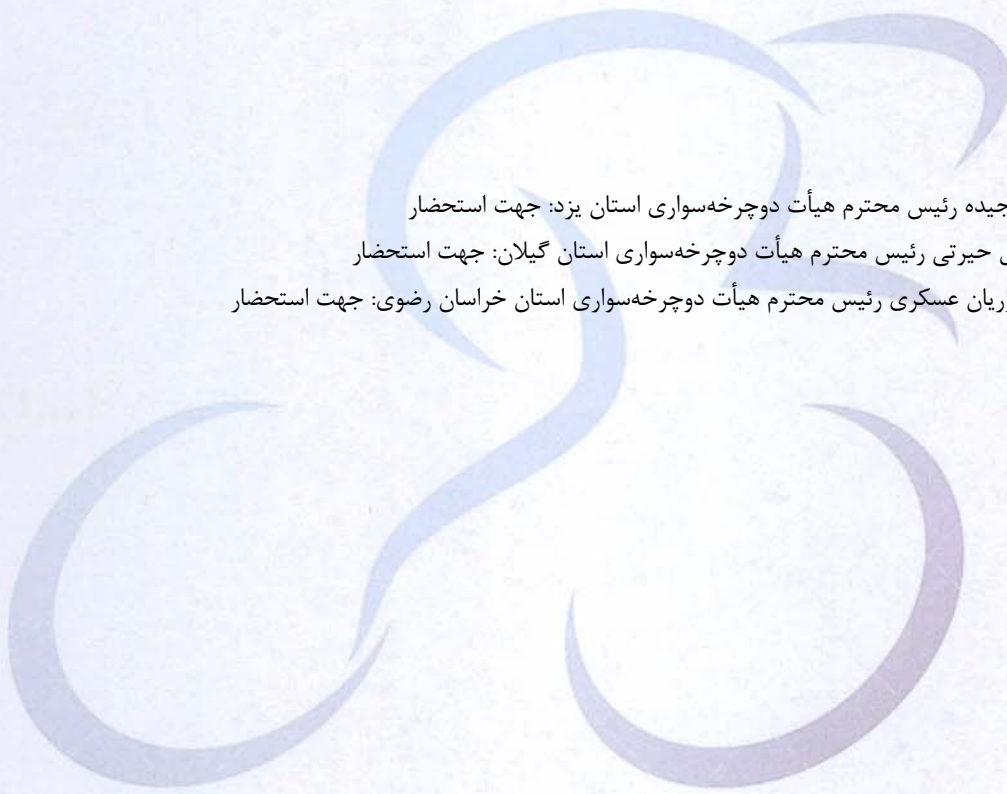 رئیس محترم هیأت دوچرخه‌سواری استان یزد: جهت استحضار
حیرتی رئیس محترم هیأت دوچرخه‌سواری استان گیلان: جهت استحضار
عسکری رئیس محترم هیأت دوچرخه‌سواری استان خراسان رضوی: جهت استحضار